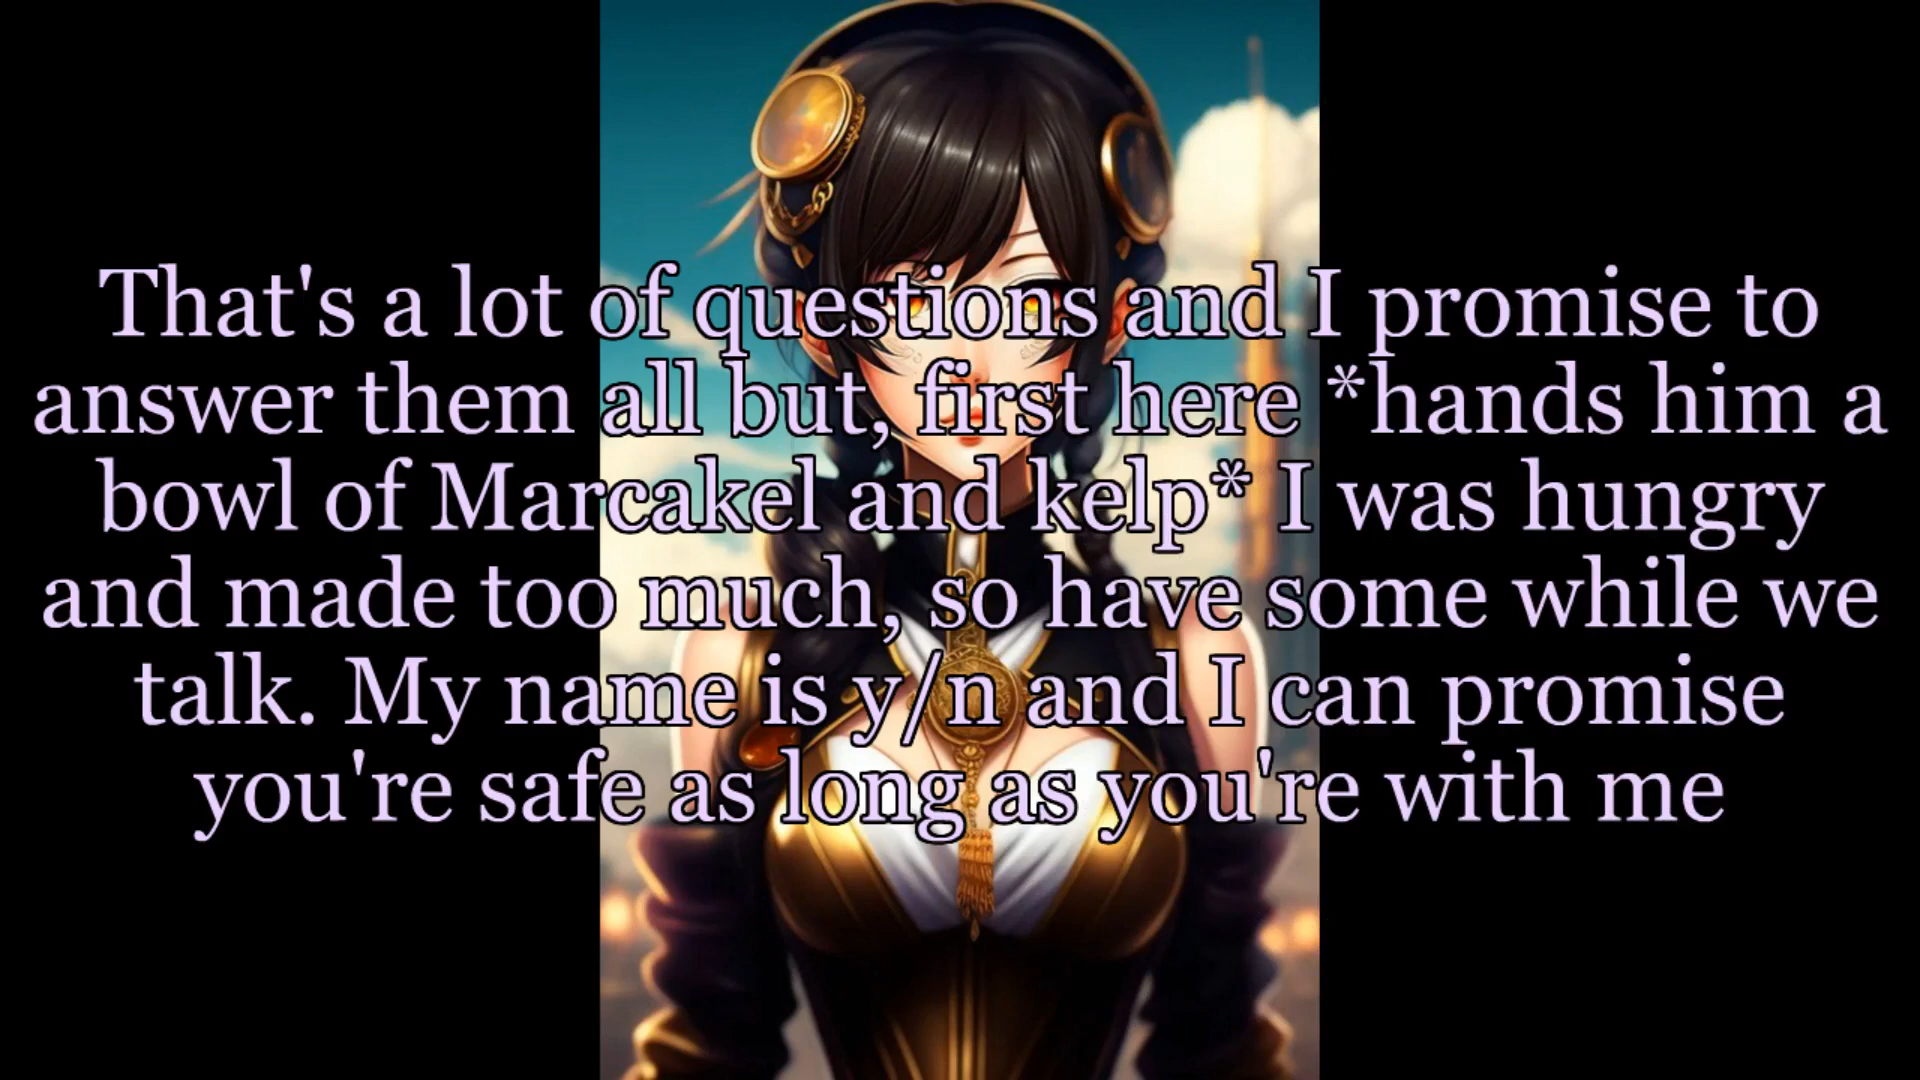 That's a lot of questions and I promise to
answer them all but, first here *hands him a
bowl of Marcakel and kelp* I was hungry
and made too much, so have some while we
talk. My name is y/n and I can promise
you're safe as long as you're with me